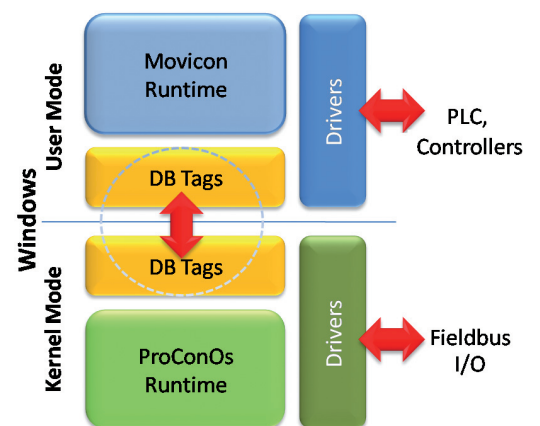 Windows
User Mode
Movicon
Runtime
Drivers
PLC,
Controllers
DB Tags
Kernel Mode
DB Tags
ProConOs
Runtime
Drivers
Fieldbus
I/O